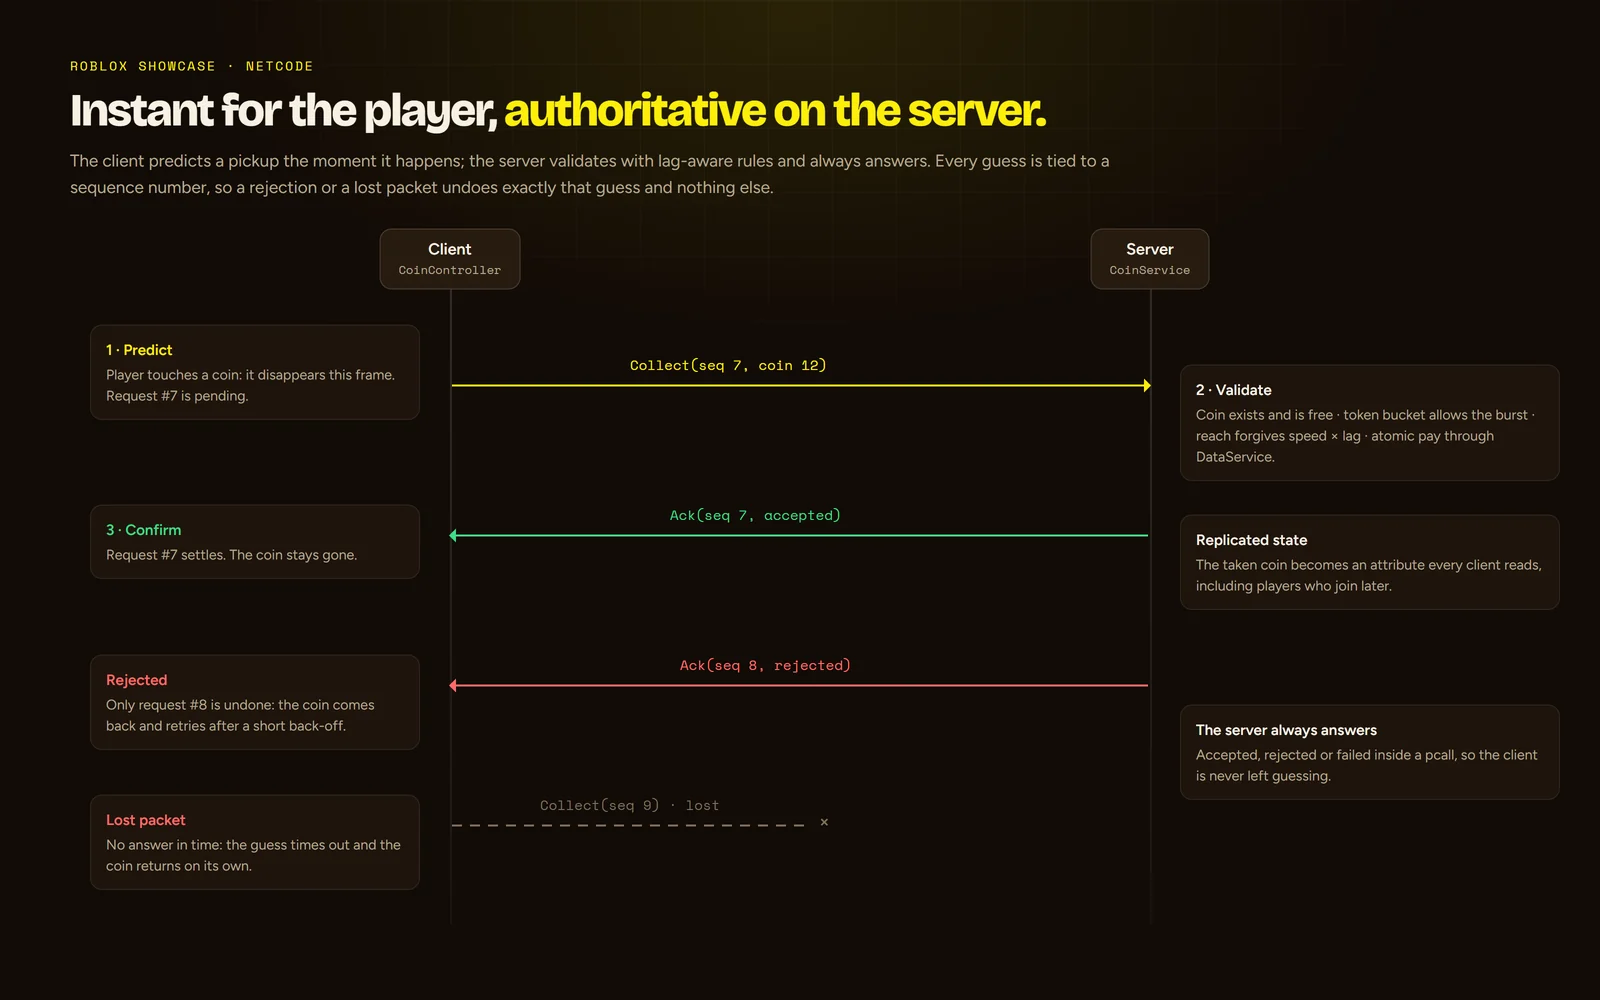 ROBLOX SHOWCASE · NETCODE
Instant for the player, authoritative on the server.
The client predicts a pickup the moment it happens; the server validates with lag-aware rules and always answers. Every guess is tied to a
sequence number, so a rejection or a lost packet undoes exactly that guess and nothing else.
Client
CoinController
Server
CoinService
1 · Predict
Player touches a coin: it disappears this frame.
Request #7 is pending.
Collect(seq 7, coin 12)
2 · Validate
Coin exists and is free · token bucket allows the burst ·
reach forgives speed × lag · atomic pay through
DataService.
3 · Confirm
Request #7 settles. The coin stays gone.
Ack(seq 7, accepted)
Replicated state
The taken coin becomes an attribute every client reads,
including players who join later.
Rejected
Only request #8 is undone: the coin comes
back and retries after a short back-off.
Ack(seq 8, rejected)
The server always answers
Accepted, rejected or failed inside a pcall, so the client
is never left guessing.
Lost packet
No answer in time: the guess times out and the
coin returns on its own.
Collect(seq 9) · lost
×